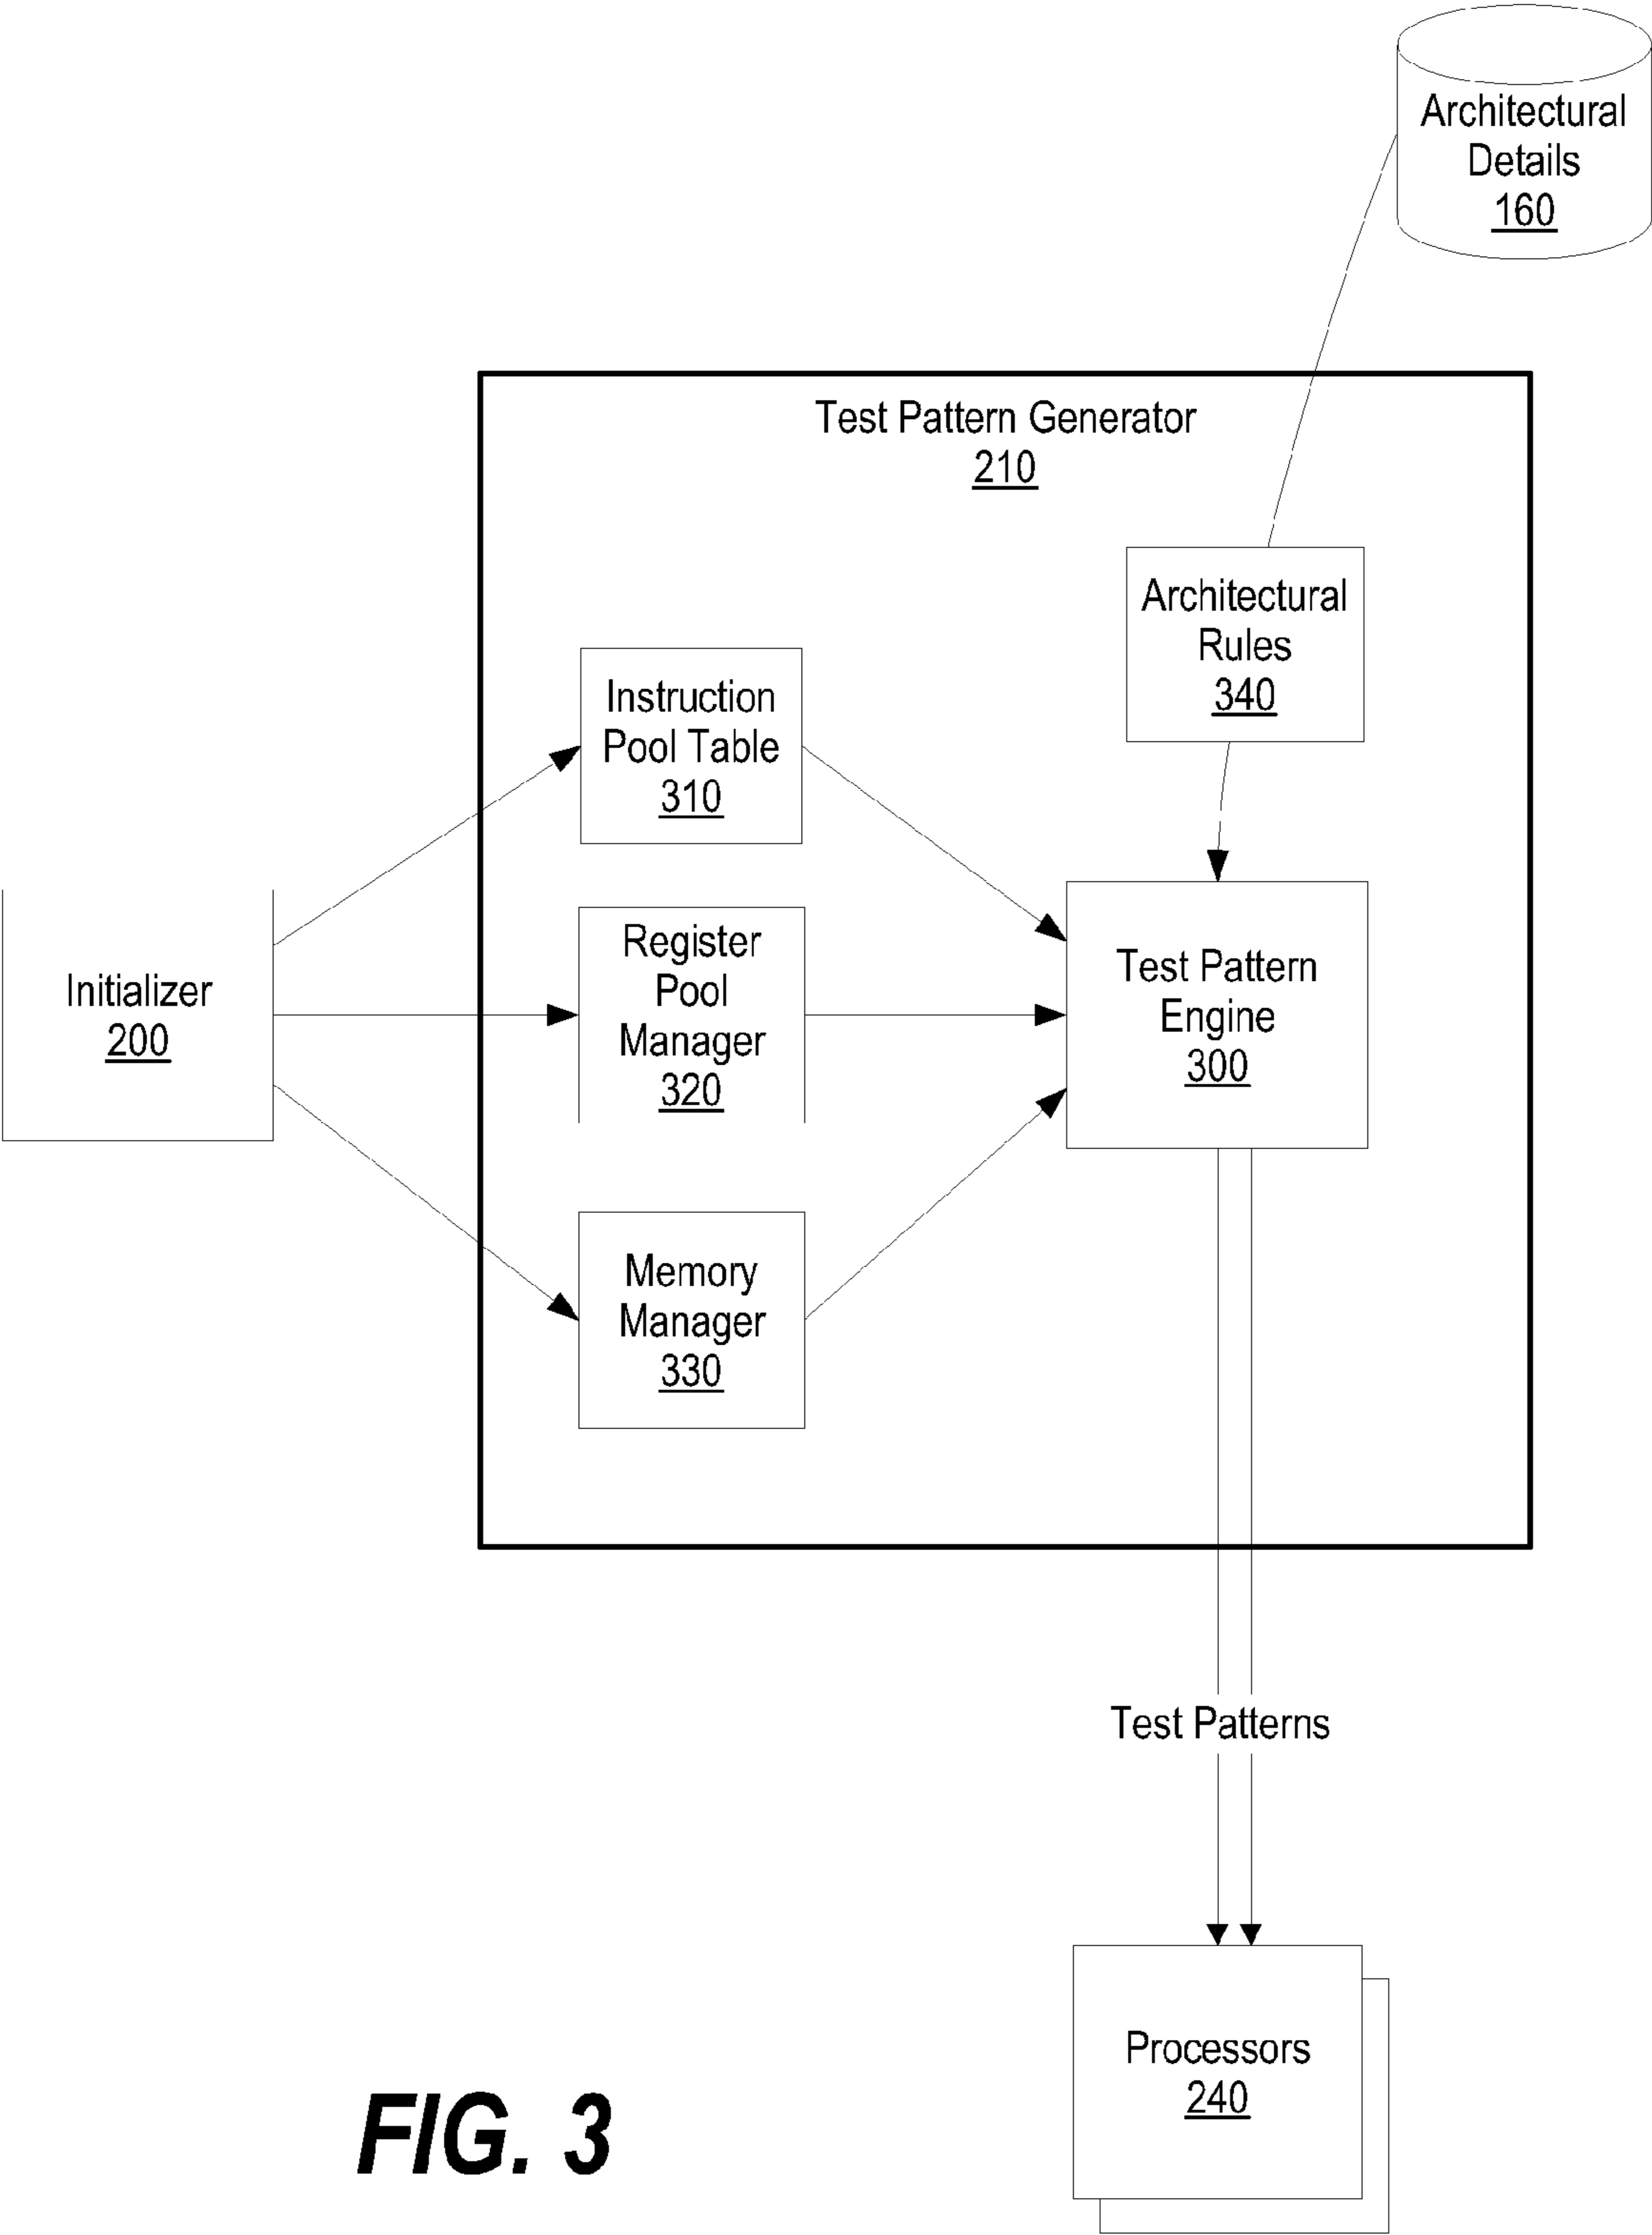 Architectural
Details
160
Test Pattern Generator
210
Architectural
Rules
340
Instruction
Pool Table
310
Register
Pool
Manager
320
Initializer
200
Test Pattern
Engine
300
Memory
Manager
330
Test Patterns
Processors
240
FIG. 3